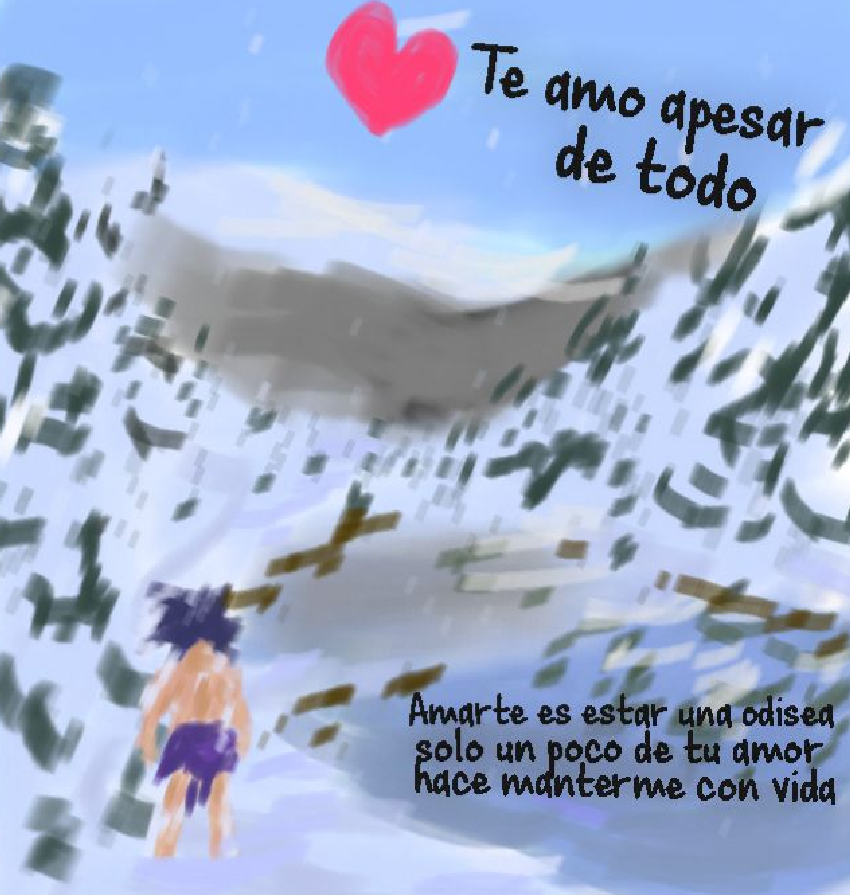 Te amo apesar
de todo
Amarte es estar una odisea
solo un poco de tu amor
hace manterme con vida